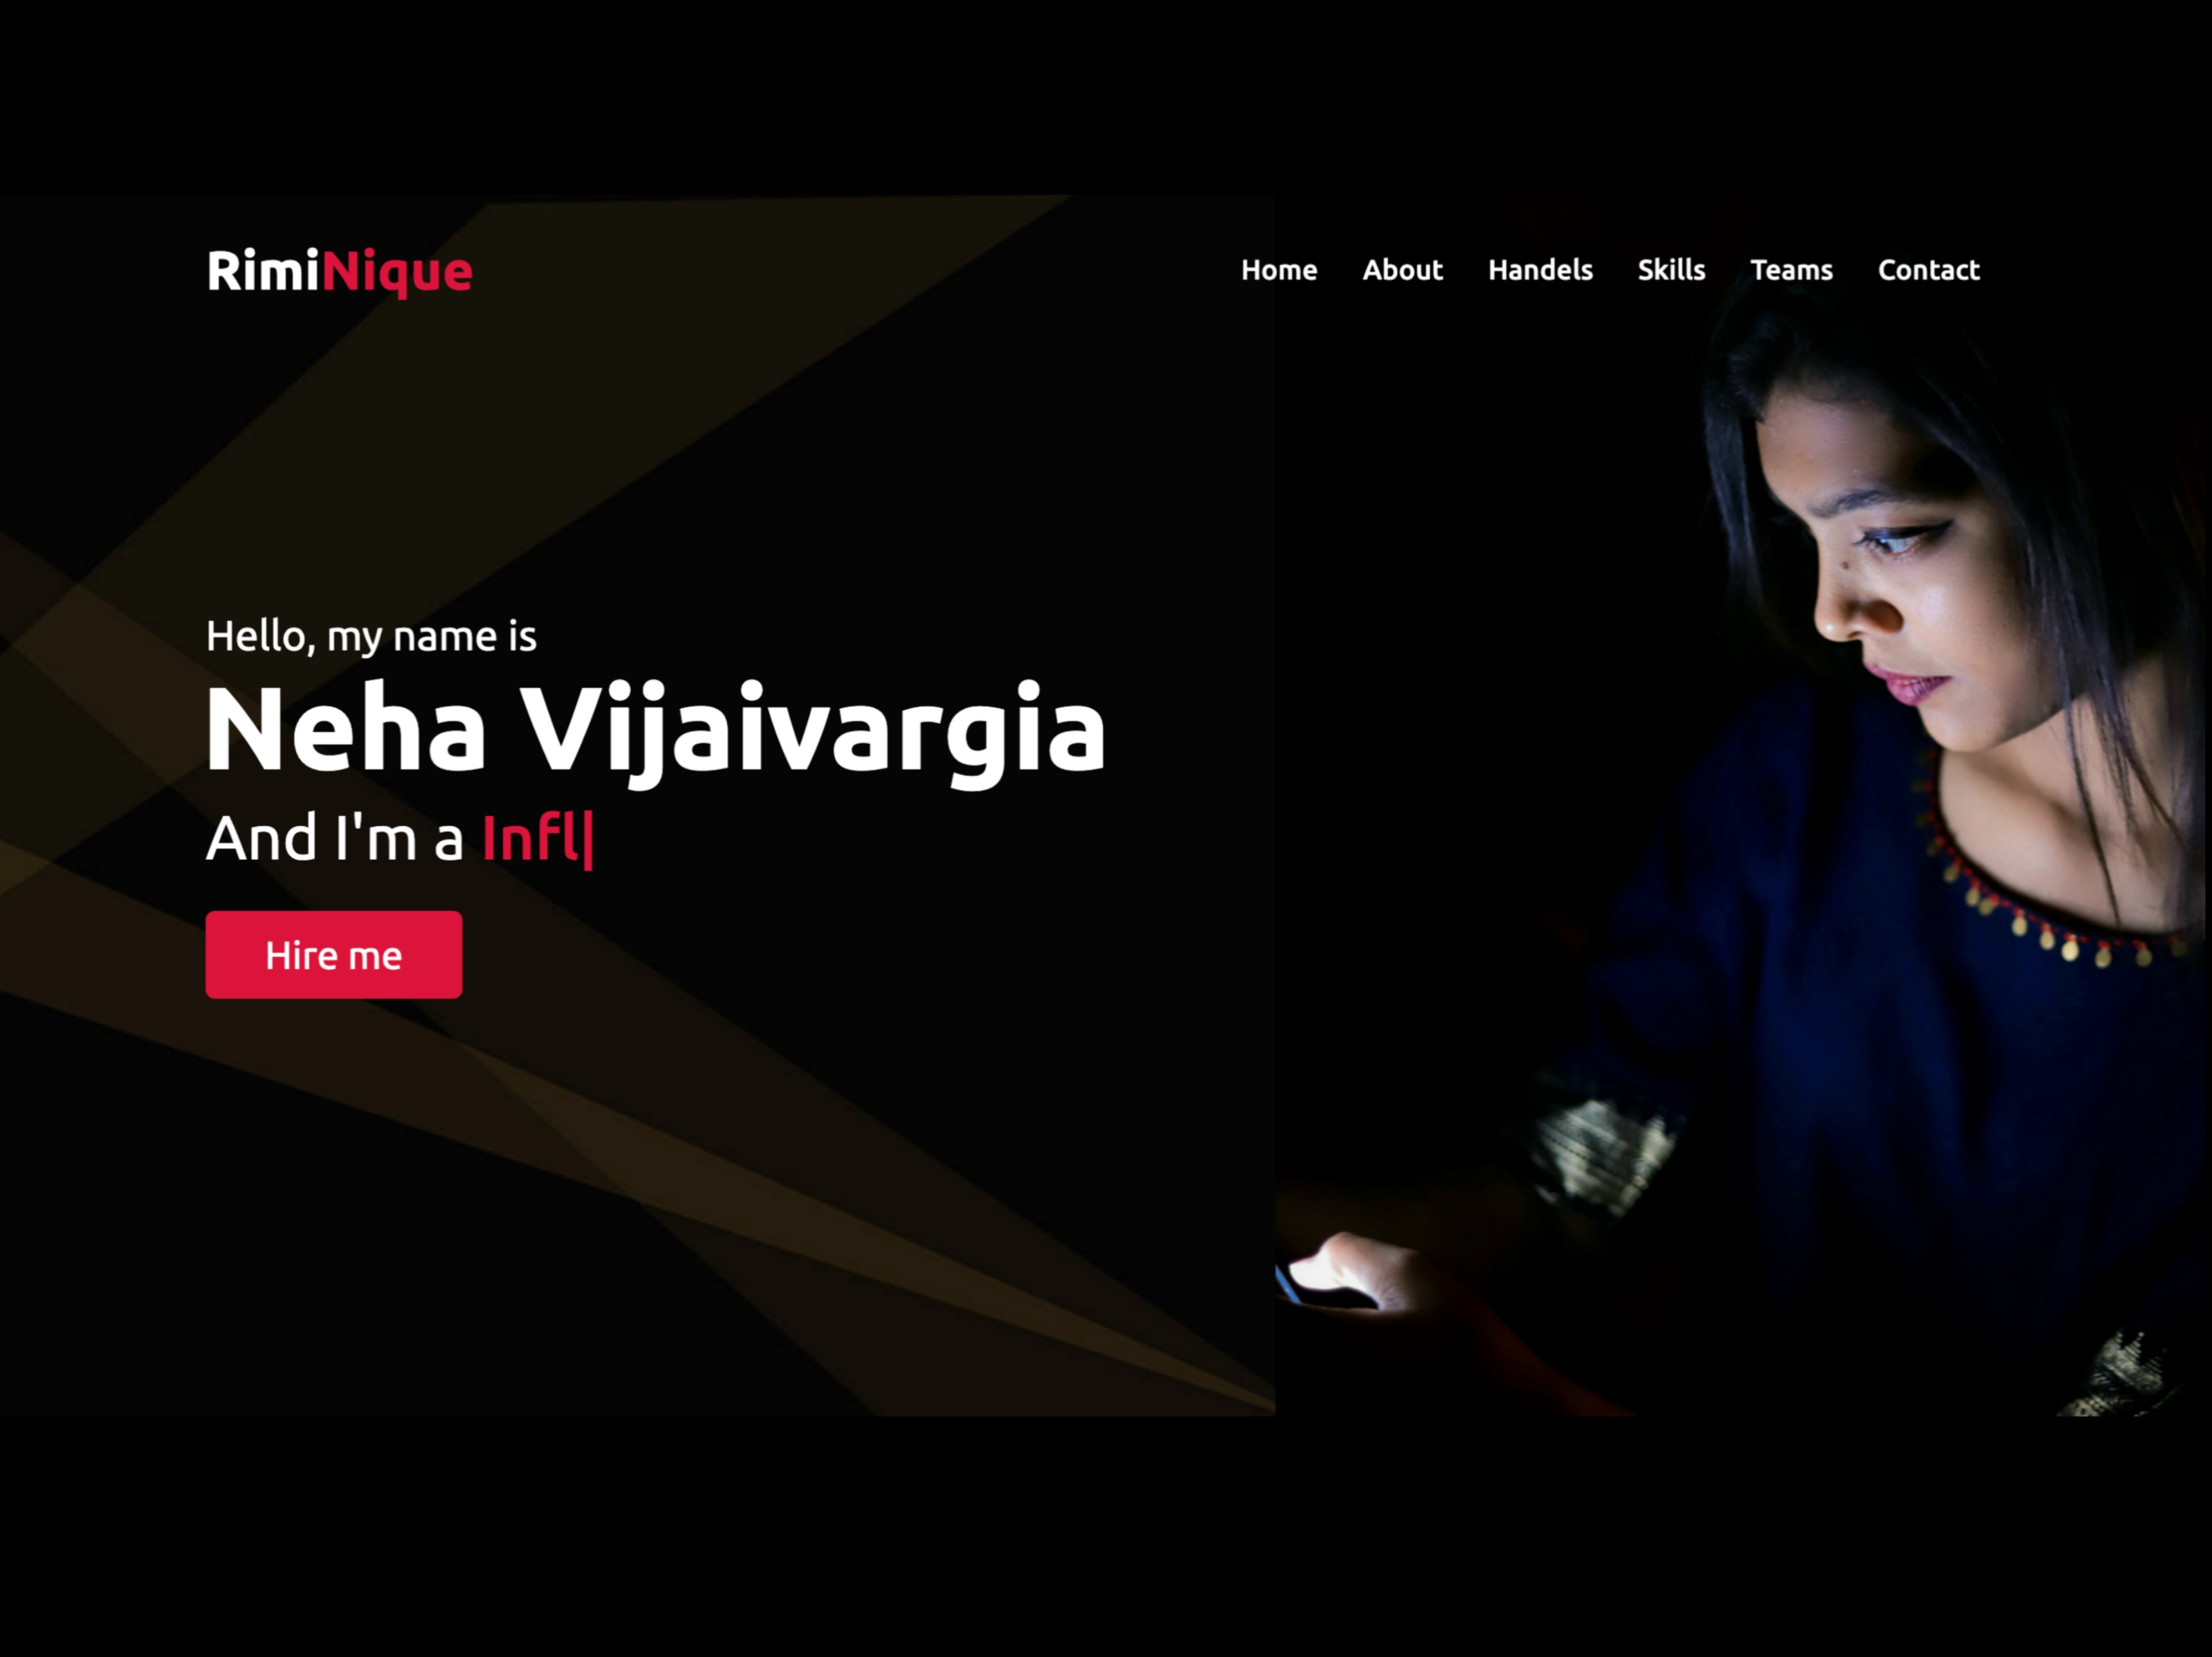 RimiNique
Home About Handels Skills Teams Contact
Hello, my name is
Neha Vijaivargia
And I'm a Infl|
Hire me